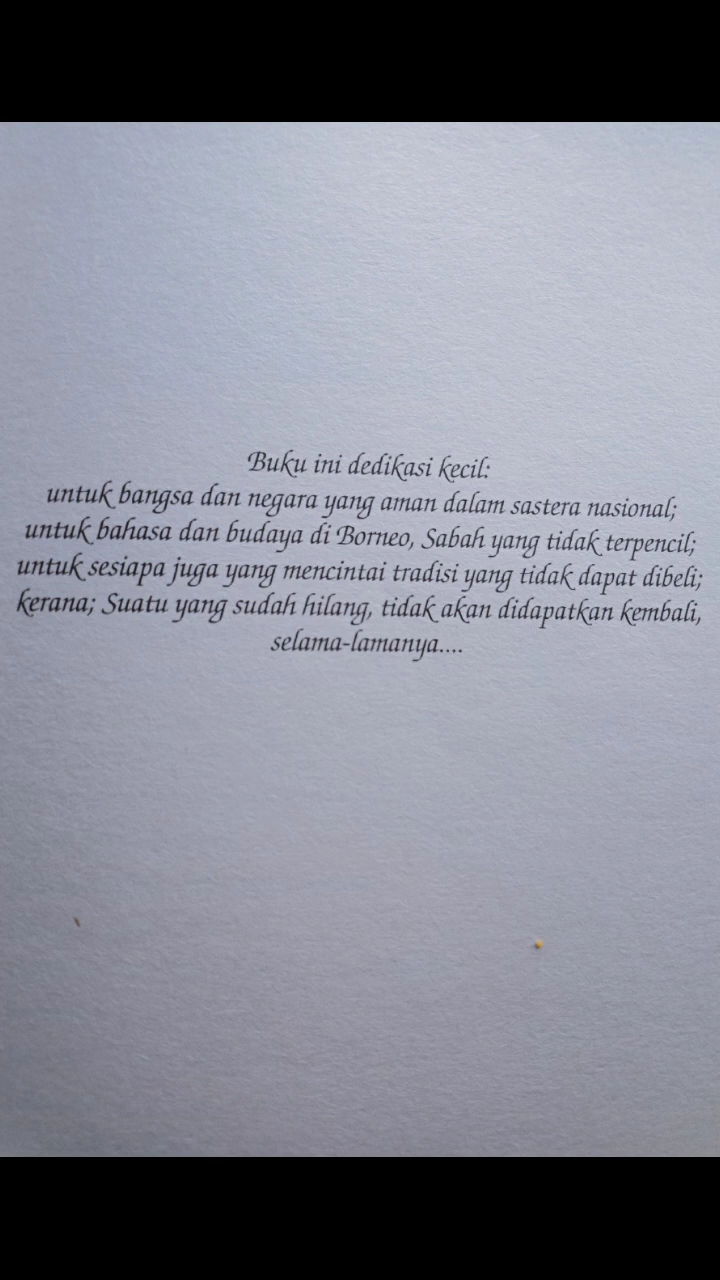 Buku ini dedikasi kecil:
untuk bangsa dan negara yang aman dalam sastera nasional;
untuk bahasa dan budaya di Borneo, Sabah yang tidak terpencil;
untuk sesiapa juga yang mencintai tradisi yang tidak dapat dibeli;
kerana; Suatu yang sudah hilang, tidak akan didapatkan kembali,
selama-lamanya....